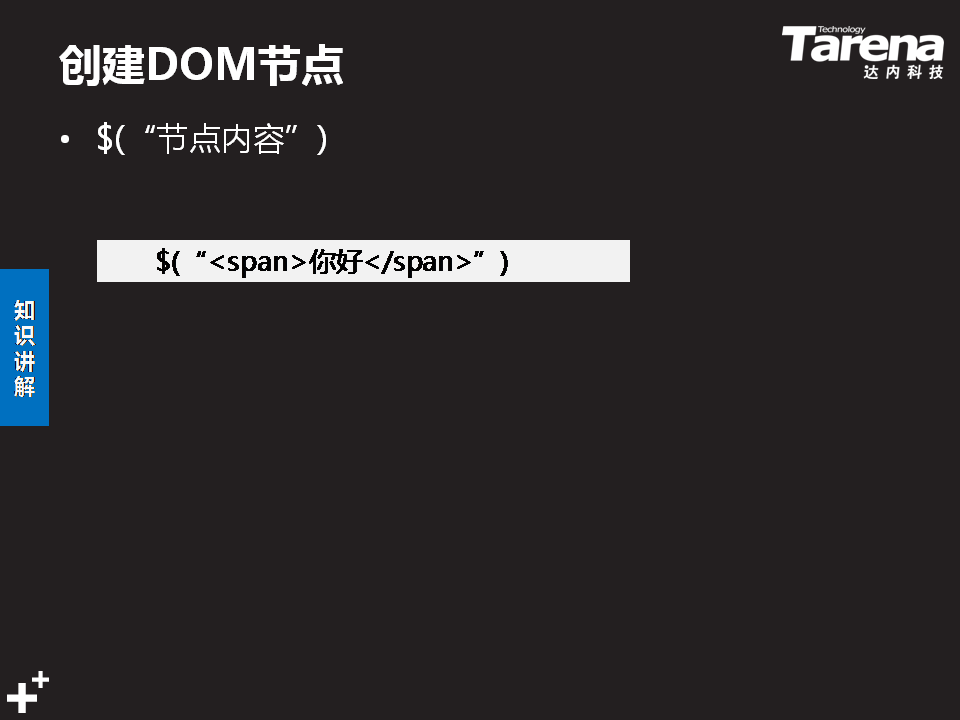 创建DOM节点
Technology
Tarena
达内科技
• $(“节点内容”)
$(“<span>你好</span>”)
知识讲解